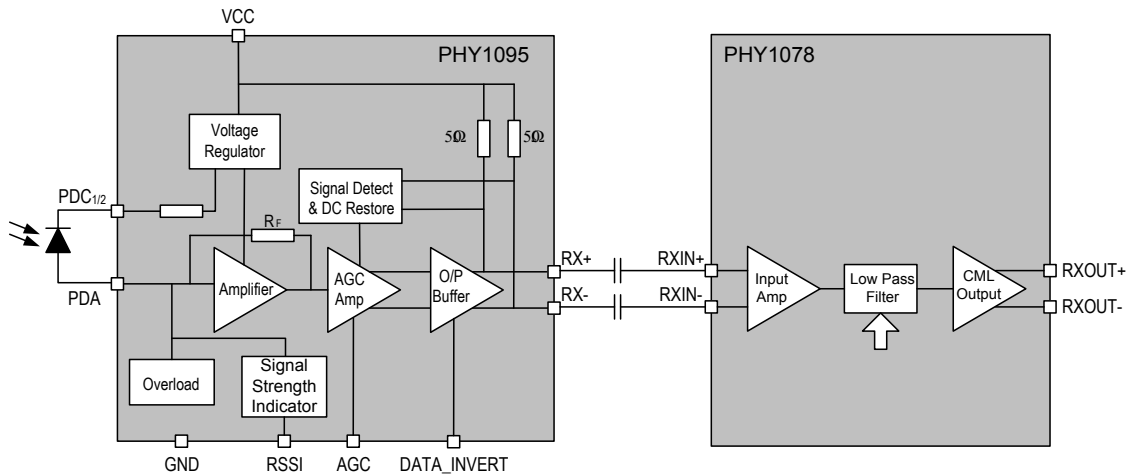 VCC
PHY1095
PHY1078
Voltage
Regulator
50Ω
50Ω
PDC1/2
Signal Detect
& DC Restore
RF
PDA
Amplifier
AGC
Amp
O/P
Buffer
RX+
RX-
RXIN+
RXIN-
Input
Amp
Low Pass
Filter
CML
Output
RXOUT+
RXOUT-
Overload
Signal
Strength
Indicator
GND
RSSI
AGC
DATA_INVERT